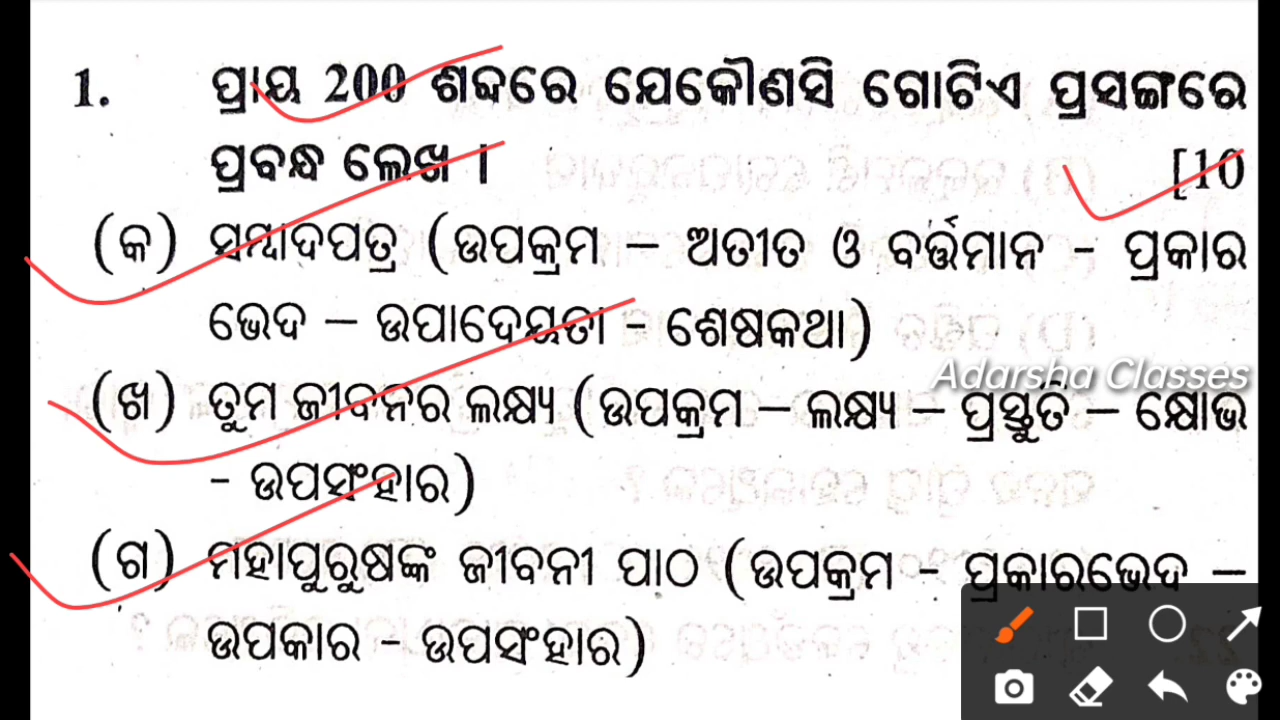 1. ପ୍ରାୟ 200 ଶବ୍ଦରେ ଯେକୌଣସି ଗୋଟିଏ ପ୍ରସଙ୍ଗରେ
ପ୍ରବନ୍ଧ ଲେଖ । [10
(କ) ସମ୍ବାଦପତ୍ର (ଉପକ୍ରମ – ଅତୀତ ଓ ବର୍ତ୍ତମାନ - ପ୍ରକାର
ଭେଦ – ଉପାଦେୟତା - ଶେଷକଥା)
Adarsha Classes
(ଖ) ତୁମ ଜୀବନର ଲକ୍ଷ୍ୟ (ଉପକ୍ରମ – ଲକ୍ଷ୍ୟ – ପ୍ରସ୍ତୁତି – କ୍ଷୋଭ
- ଉପସଂହାର)
(ଗ) ମହାପୁରୁଷଙ୍କ ଜୀବନୀ ପାଠ (ଉପକ୍ରମ - ପ୍ରକାରଭେଦ –
ଉପକାର - ଉପସଂହାର)